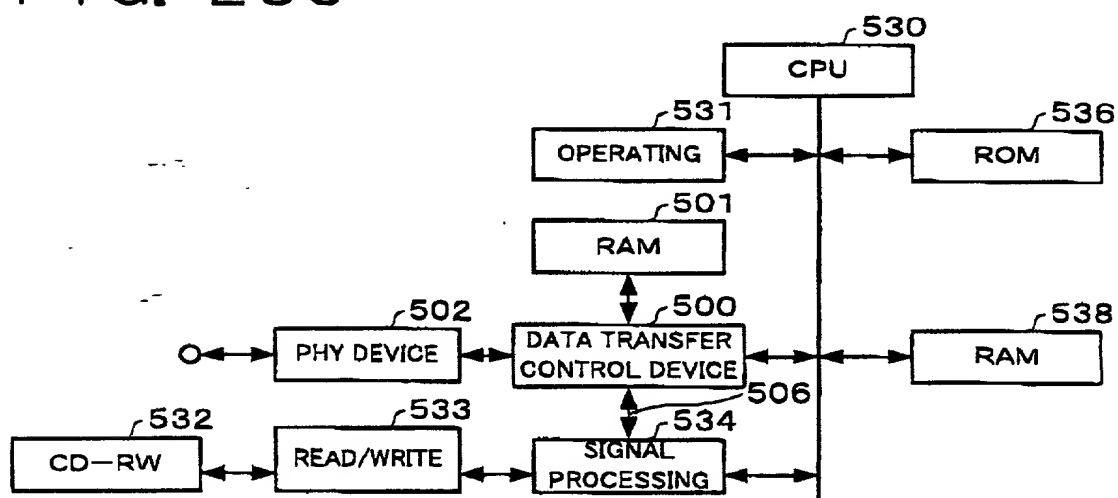 530
CPU
531
536
OPERATING
ROM
501
RAM
502
500
538
PHY DEVICE
DATA TRANSFER
CONTROL DEVICE
RAM
506
532
533
534
CD-RW
READ/WRITE
SIGNAL
PROCESSING